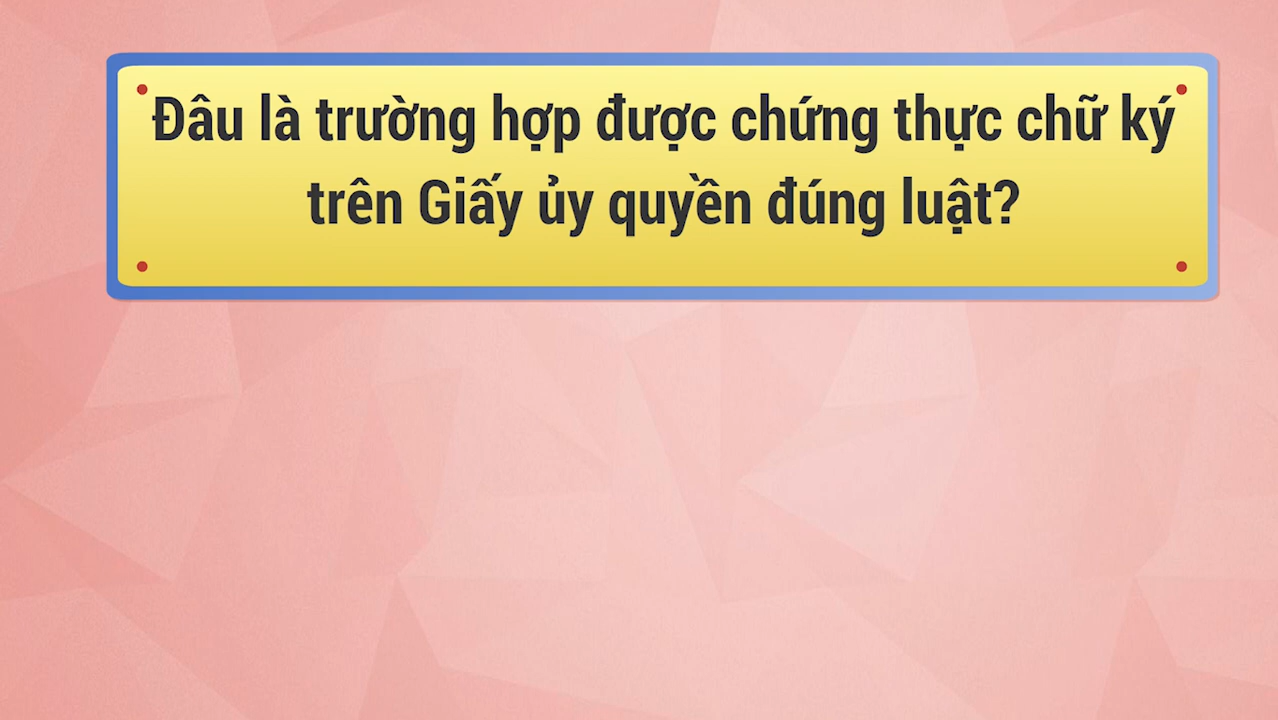 Đâu là trường hợp được chứng thực chữ ký
trên Giấy ủy quyền đúng luật?